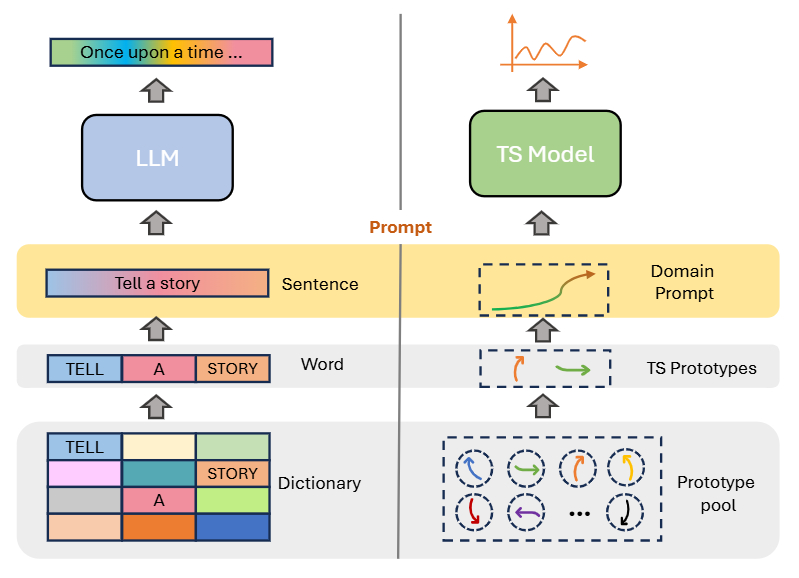 Once upon a time ...
LLM
TS Model
Prompt
Tell a story
Sentence
Domain
Prompt
TELL A STORY
Word
TS Prototypes
TELL
STORY
A
Dictionary
...
Prototype
pool